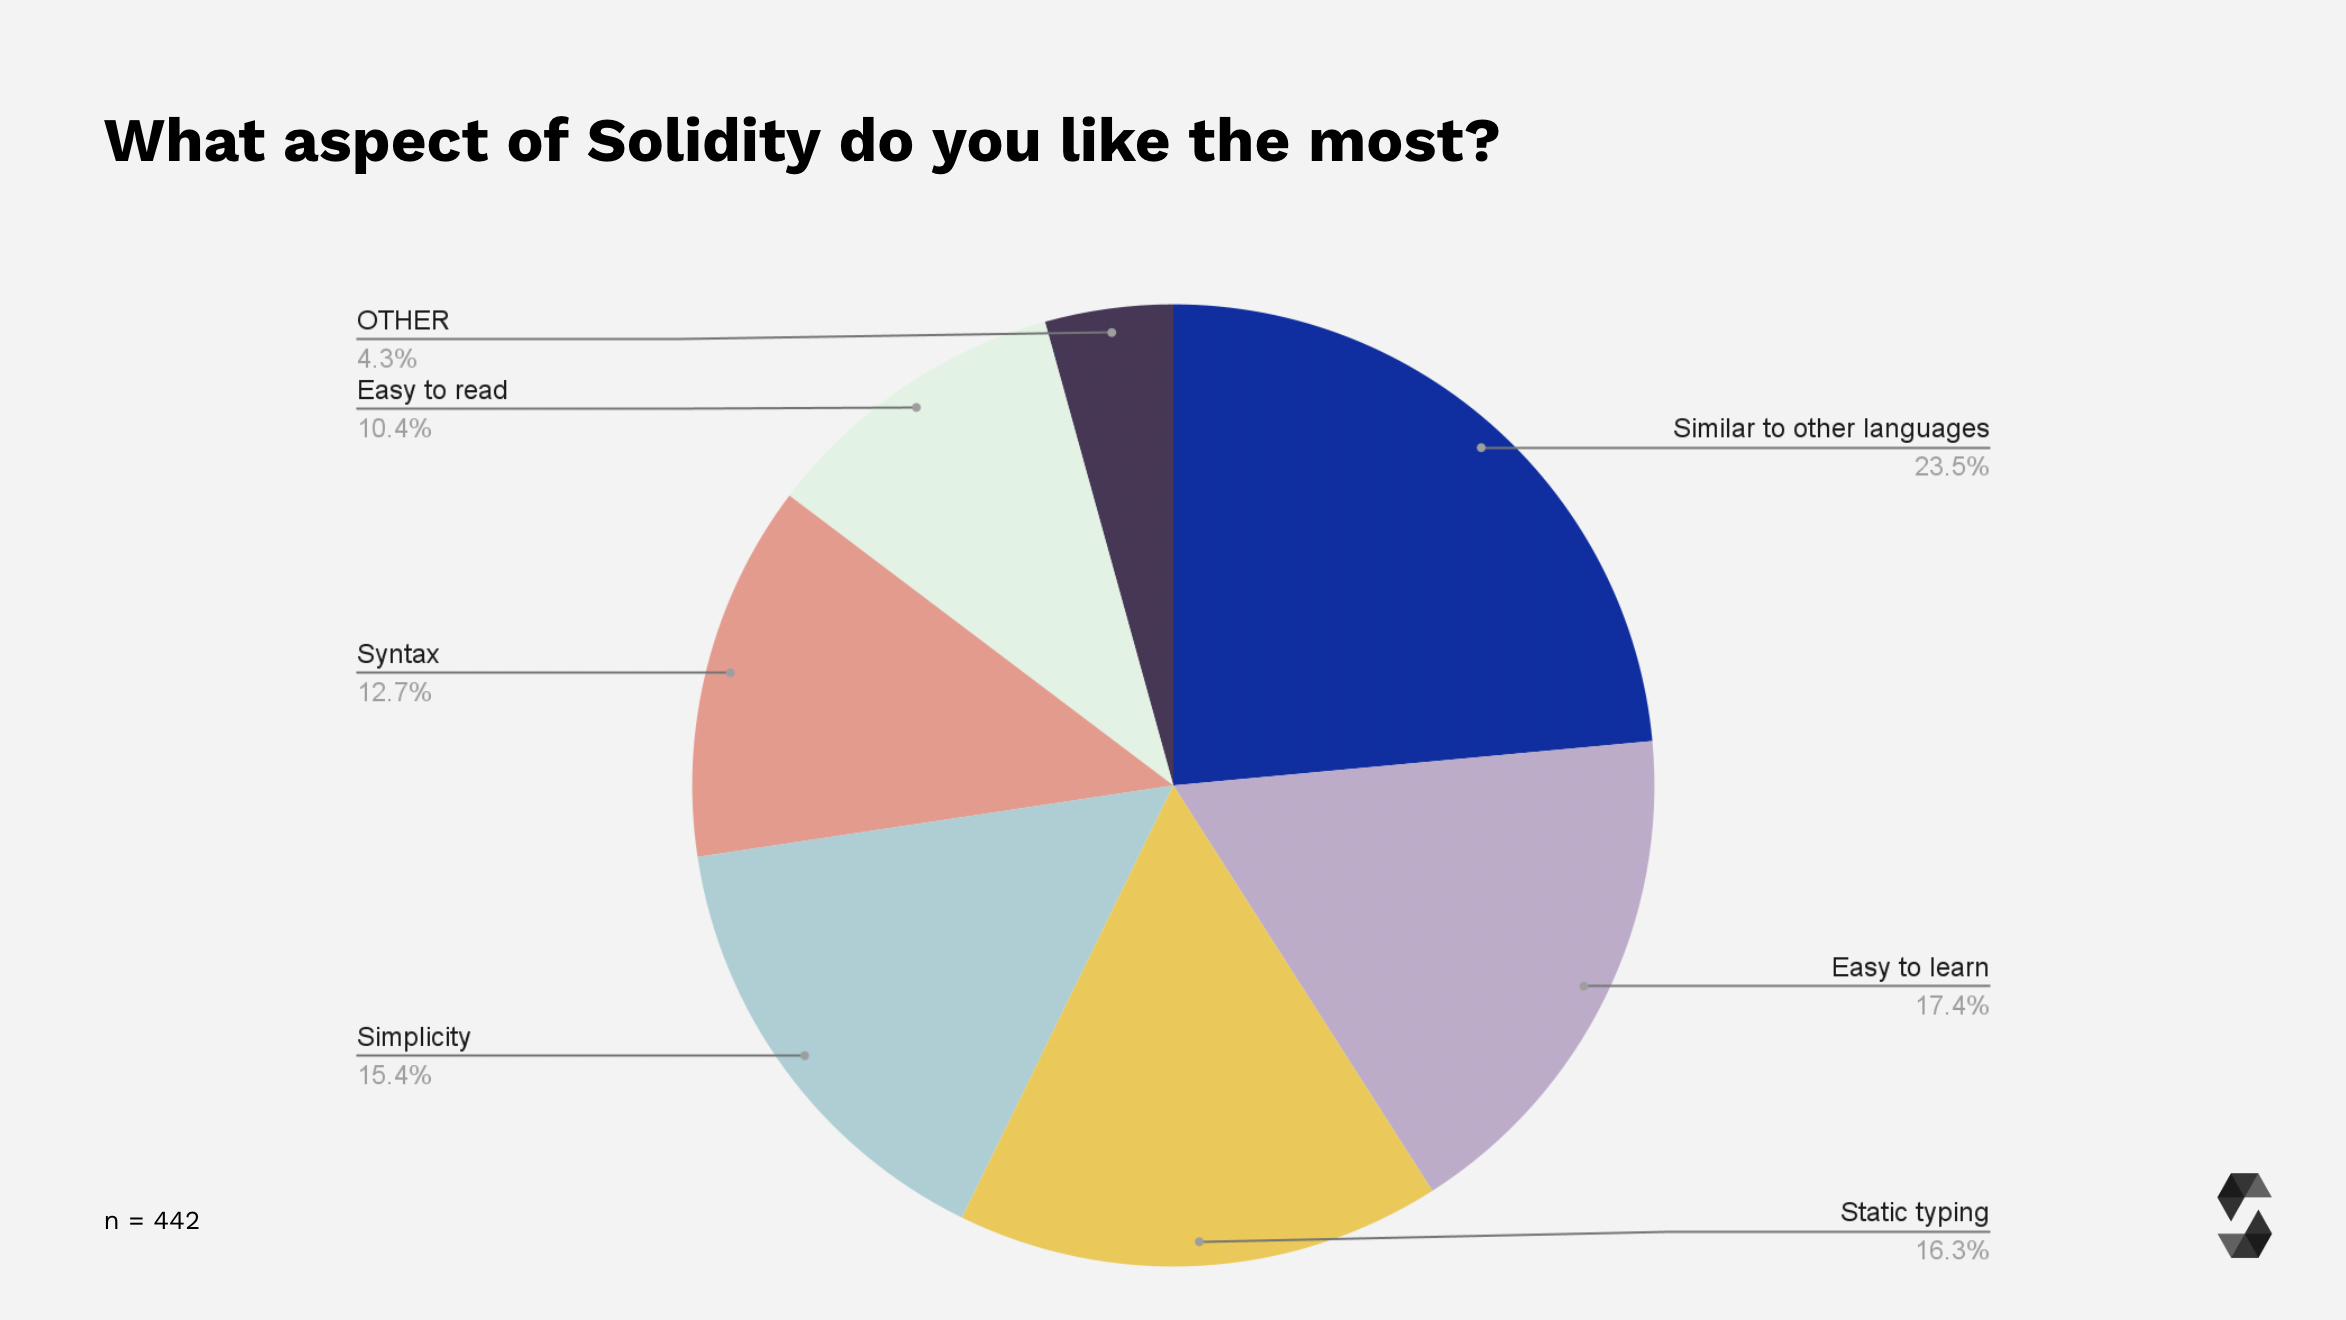 What aspect of Solidity do you like the most?
OTHER
4.3%
Easy to read
10.4%
Syntax
12.7%
Simplicity
15.4%
Similar to other languages
23.5%
Easy to learn
17.4%
Static typing
16.3%
n = 442